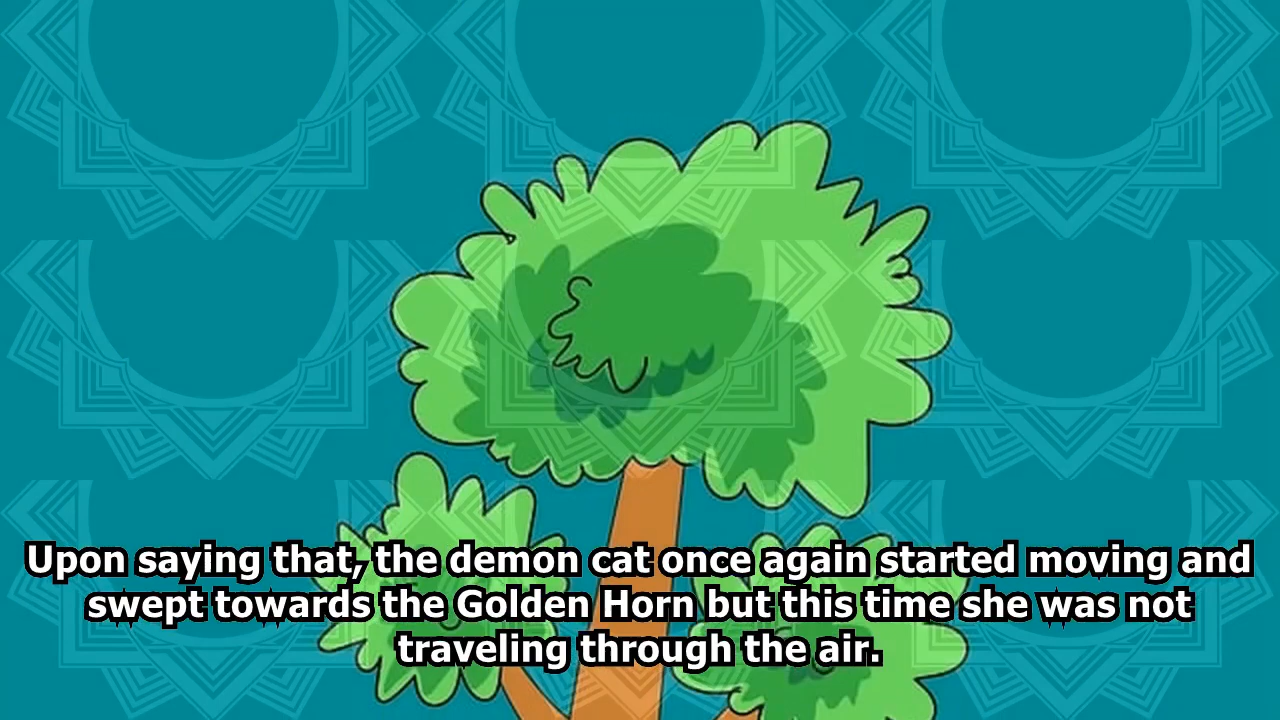 Upon saying that, the demon cat once again started moving and
swept towards the Golden Horn but this time she was not
traveling through the air.